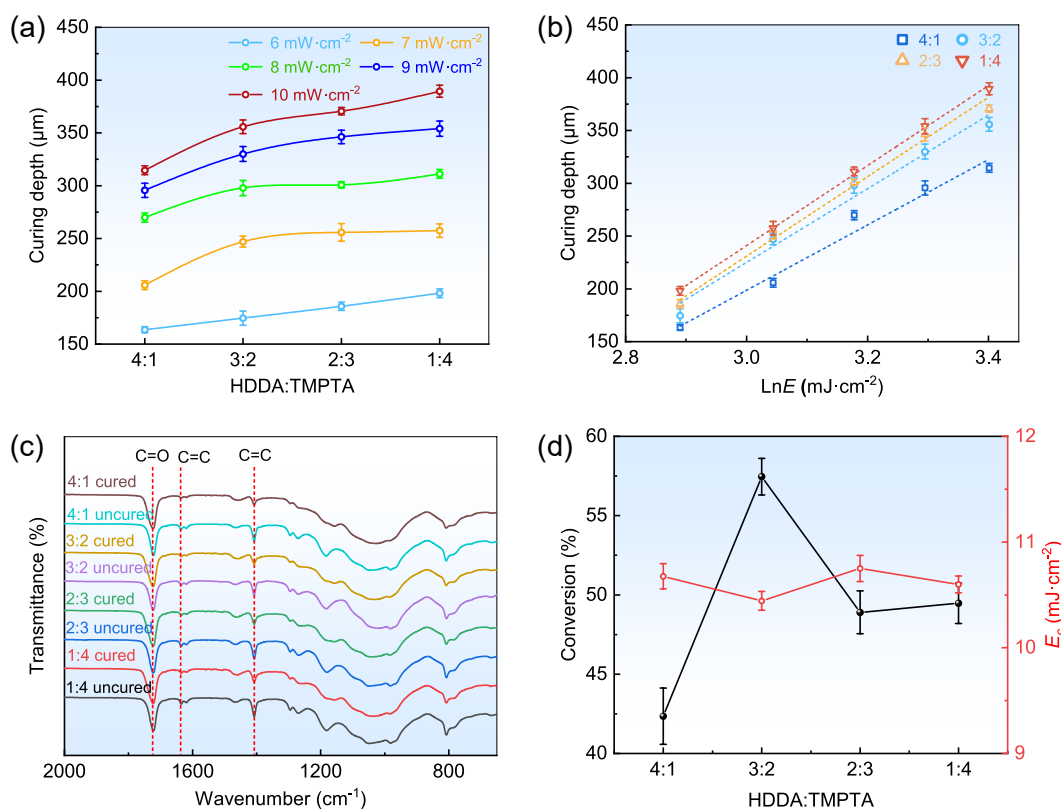 (a)
6 mW·cm-2
7 mW·cm-2
8 mW·cm-2
9 mW·cm-2
10 mW·cm-2
Curing depth (μm)
450
400
350
300
250
200
150
4:1
3:2
2:3
1:4
HDDA:TMPTA
(b)
4:1
3:2
2:3
1:4
Curing depth (μm)
450
400
350
300
250
200
150
2.8
3.0
3.2
3.4
LnE (mJ·cm-2)
(c)
C=O
C=C
C=C
4:1 cured
4:1 uncured
3:2 cured
3:2 uncured
2:3 cured
2:3 uncured
1:4 cured
1:4 uncured
Transmittance (%)
2000
1600
1200
800
Wavenumber (cm-1)
(d)
Conversion (%)
60
55
50
45
40
12
11
10
9
Ec (mJ·cm-2)
4:1
3:2
2:3
1:4
HDDA:TMPTA